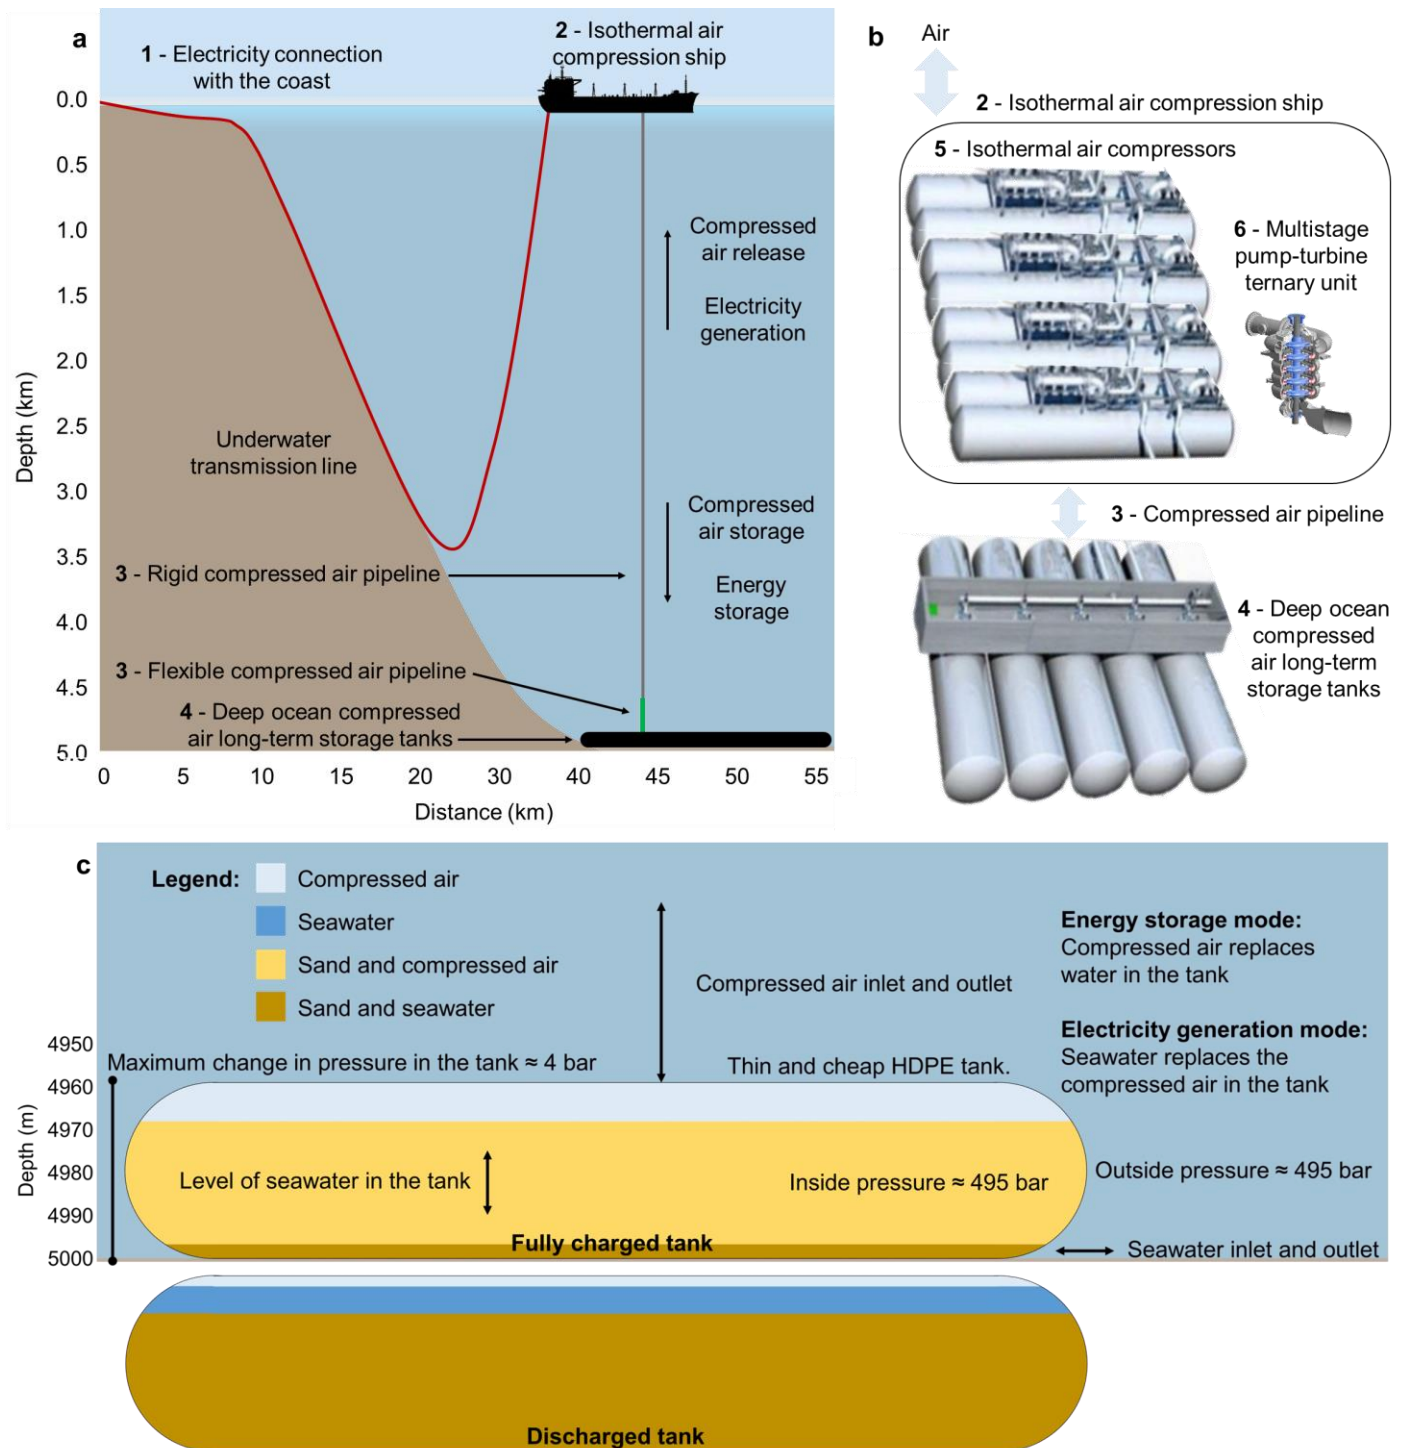 a
1 - Electricity connection
with the coast
2 - Isothermal air
compression ship
0.0
0.5
1.0
1.5
2.0
2.5
3.0
3.5
4.0
4.5
5.0
Depth (km)
Compressed
air release
Electricity
generation
Underwater
transmission line
Compressed
air storage
Energy
storage
3 - Rigid compressed air pipeline
3 - Flexible compressed air pipeline
4 - Deep ocean compressed
air long-term storage tanks
0 5 10 15 20 30 40 45 50 55
Distance (km)
b
Air
2 - Isothermal air compression ship
5 - Isothermal air compressors
6 - Multistage
pump-turbine
ternary unit
3 - Compressed air pipeline
4 - Deep ocean
compressed
air long-term
storage tanks
c
Legend:
Compressed air
Seawater
Sand and compressed air
Sand and seawater
Compressed air inlet and outlet
Energy storage mode:
Compressed air replaces
water in the tank
Electricity generation mode:
Seawater replaces the
compressed air in the tank
Maximum change in pressure in the tank ≈ 4 bar
Thin and cheap HDPE tank.
4950
4960
4970
4980
4990
5000
Depth (m)
Level of seawater in the tank
Inside pressure ≈ 495 bar
Outside pressure ≈ 495 bar
Fully charged tank
Seawater inlet and outlet
Discharged tank